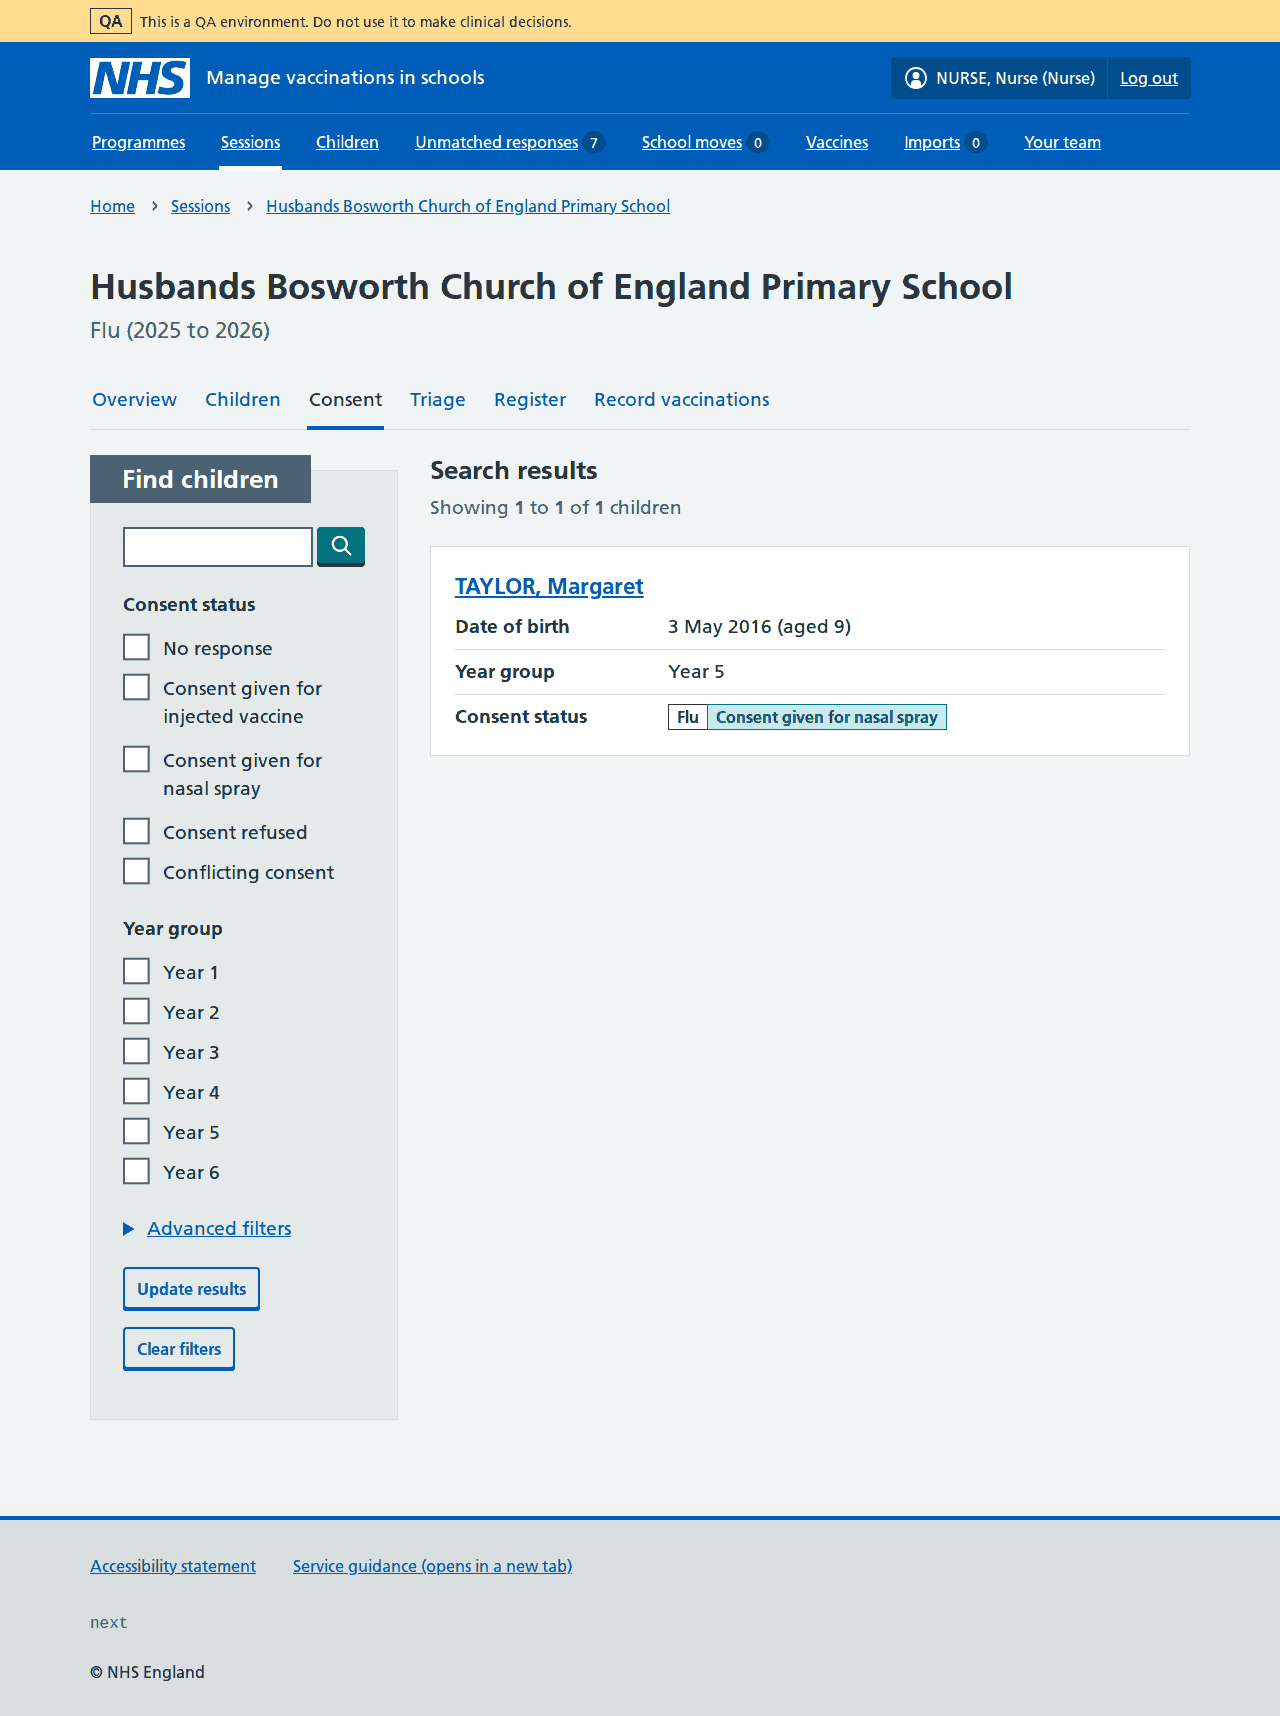 QA This is a QA environment. Do not use it to make clinical decisions.
NHS Manage vaccinations in schools NURSE, Nurse (Nurse) Log out
Programmes Sessions Children Unmatched responses 7 School moves 0 Vaccines Imports 0 Your team
Home Sessions Husbands Bosworth Church of England Primary School
Husbands Bosworth Church of England Primary School
Flu (2025 to 2026)
Overview Children Consent Triage Register Record vaccinations
Find children
Consent status
No response
Consent given for
injected vaccine
Consent given for
nasal spray
Consent refused
Conflicting consent
Year group
Year 1
Year 2
Year 3
Year 4
Year 5
Year 6
Advanced filters
Update results
Clear filters
Search results
Showing 1 to 1 of 1 children
TAYLOR, Margaret
Date of birth 3 May 2016 (aged 9)
Year group Year 5
Consent status Flu Consent given for nasal spray
Accessibility statement Service guidance (opens in a new tab)
next
© NHS England